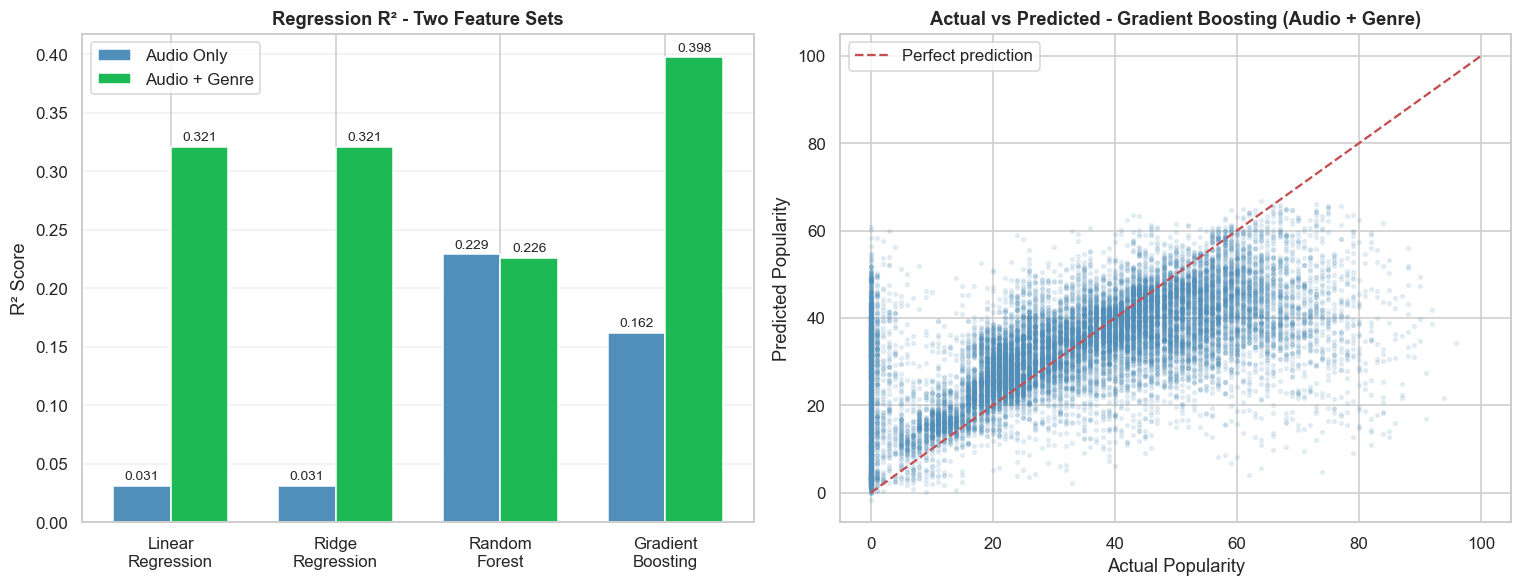 Regression R² - Two Feature Sets
Audio Only
Audio + Genre
R² Score
0.40
0.35
0.30
0.25
0.20
0.15
0.10
0.05
0.00
0.031
0.321
0.031
0.321
0.229
0.226
0.162
0.398
Linear
Regression
Ridge
Regression
Random
Forest
Gradient
Boosting
Actual vs Predicted - Gradient Boosting (Audio + Genre)
Perfect prediction
Predicted Popularity
100
80
60
40
20
0
0
20
40
60
80
100
Actual Popularity